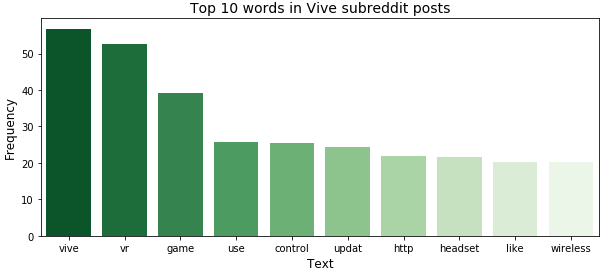 Top 10 words in Vive subreddit posts
Frequency
50
40
30
20
10
0
vive vr game use control updat http headset like wireless
Text